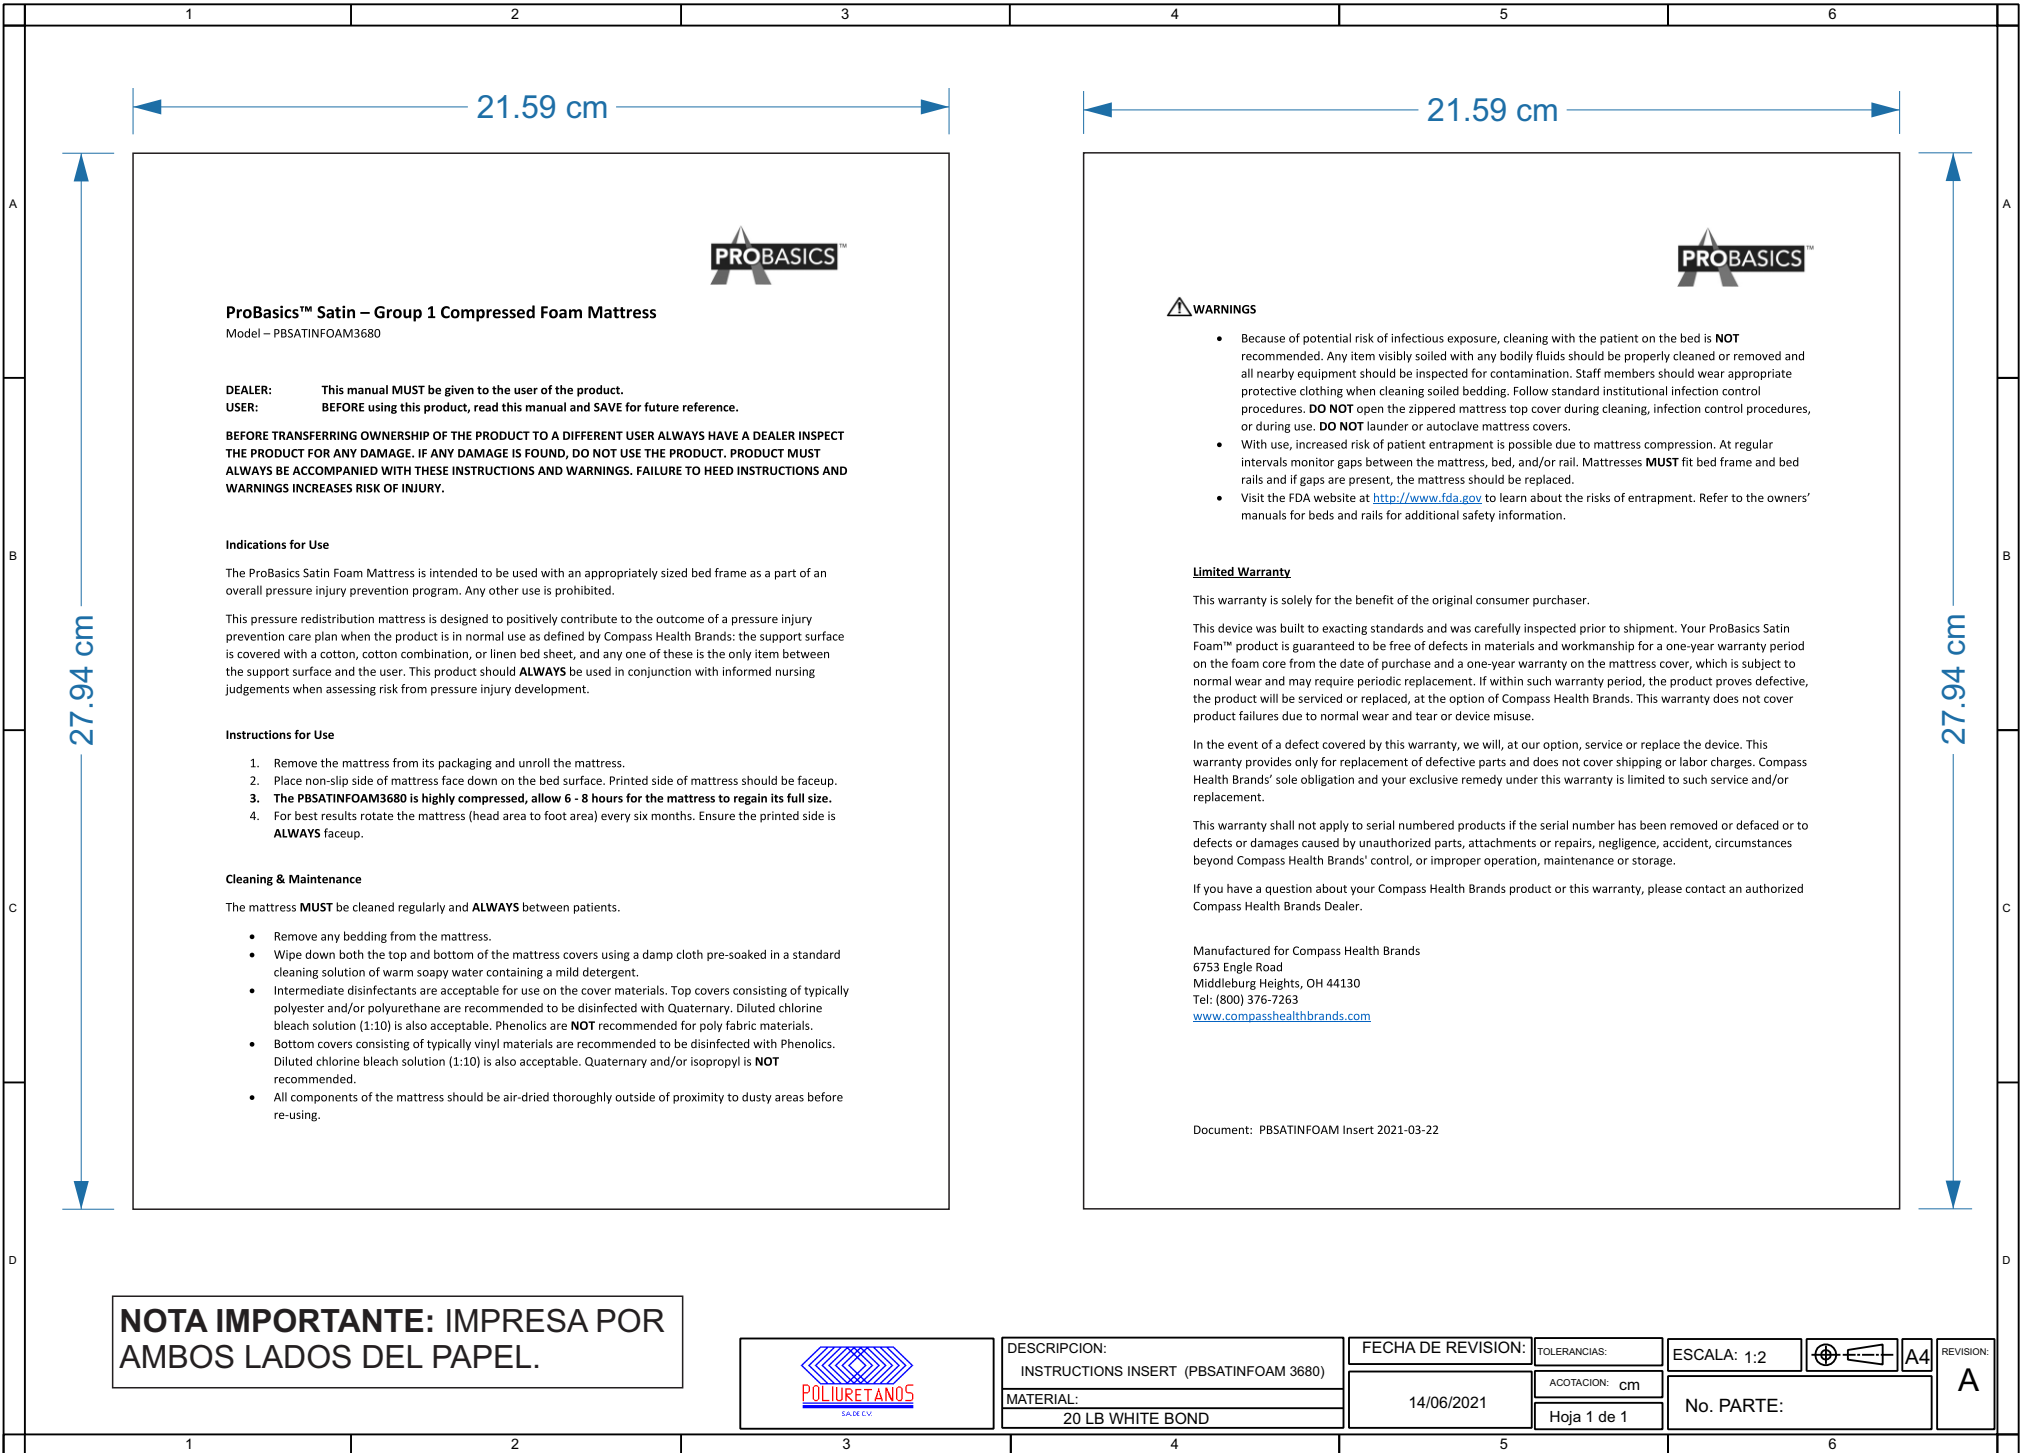 1 2 3 4 5 6
21.59 cm
21.59 cm
27.94 cm
27.94 cm
A
A
B
B
C
C
D
D
PROBASICS™
ProBasics™ Satin – Group 1 Compressed Foam Mattress
Model – PBSATINFOAM3680
DEALER: This manual MUST be given to the user of the product.
USER: BEFORE using this product, read this manual and SAVE for future reference.
BEFORE TRANSFERRING OWNERSHIP OF THE PRODUCT TO A DIFFERENT USER ALWAYS HAVE A DEALER INSPECT
THE PRODUCT FOR ANY DAMAGE. IF ANY DAMAGE IS FOUND, DO NOT USE THE PRODUCT. PRODUCT MUST
ALWAYS BE ACCOMPANIED WITH THESE INSTRUCTIONS AND WARNINGS. FAILURE TO HEED INSTRUCTIONS AND
WARNINGS INCREASES RISK OF INJURY.
Indications for Use
The ProBasics Satin Foam Mattress is intended to be used with an appropriately sized bed frame as a part of an
overall pressure injury prevention program. Any other use is prohibited.
This pressure redistribution mattress is designed to positively contribute to the outcome of a pressure injury
prevention care plan when the product is in normal use as defined by Compass Health Brands: the support surface
is covered with a cotton, cotton combination, or linen bed sheet, and any one of these is the only item between
the support surface and the user. This product should ALWAYS be used in conjunction with informed nursing
judgements when assessing risk from pressure injury development.
Instructions for Use
1. Remove the mattress from its packaging and unroll the mattress.
2. Place non-slip side of mattress face down on the bed surface. Printed side of mattress should be faceup.
3. The PBSATINFOAM3680 is highly compressed, allow 6 - 8 hours for the mattress to regain its full size.
4. For best results rotate the mattress (head area to foot area) every six months. Ensure the printed side is
ALWAYS faceup.
Cleaning & Maintenance
The mattress MUST be cleaned regularly and ALWAYS between patients.
• Remove any bedding from the mattress.
• Wipe down both the top and bottom of the mattress covers using a damp cloth pre-soaked in a standard
cleaning solution of warm soapy water containing a mild detergent.
• Intermediate disinfectants are acceptable for use on the cover materials. Top covers consisting of typically
polyester and/or polyurethane are recommended to be disinfected with Quaternary. Diluted chlorine
bleach solution (1:10) is also acceptable. Phenolics are NOT recommended for poly fabric materials.
• Bottom covers consisting of typically vinyl materials are recommended to be disinfected with Phenolics.
Diluted chlorine bleach solution (1:10) is also acceptable. Quaternary and/or isopropyl is NOT
recommended.
• All components of the mattress should be air-dried thoroughly outside of proximity to dusty areas before
re-using.
PROBASICS™
WARNINGS
• Because of potential risk of infectious exposure, cleaning with the patient on the bed is NOT
recommended. Any item visibly soiled with any bodily fluids should be properly cleaned or removed and
all nearby equipment should be inspected for contamination. Staff members should wear appropriate
protective clothing when cleaning soiled bedding. Follow standard institutional infection control
procedures. DO NOT open the zippered mattress top cover during cleaning, infection control procedures,
or during use. DO NOT launder or autoclave mattress covers.
• With use, increased risk of patient entrapment is possible due to mattress compression. At regular
intervals monitor gaps between the mattress, bed, and/or rail. Mattresses MUST fit bed frame and bed
rails and if gaps are present, the mattress should be replaced.
• Visit the FDA website at http://www.fda.gov to learn about the risks of entrapment. Refer to the owners’
manuals for beds and rails for additional safety information.
Limited Warranty
This warranty is solely for the benefit of the original consumer purchaser.
This device was built to exacting standards and was carefully inspected prior to shipment. Your ProBasics Satin
Foam™ product is guaranteed to be free of defects in materials and workmanship for a one-year warranty period
on the foam core from the date of purchase and a one-year warranty on the mattress cover, which is subject to
normal wear and may require periodic replacement. If within such warranty period, the product proves defective,
the product will be serviced or replaced, at the option of Compass Health Brands. This warranty does not cover
product failures due to normal wear and tear or device misuse.
In the event of a defect covered by this warranty, we will, at our option, service or replace the device. This
warranty provides only for replacement of defective parts and does not cover shipping or labor charges. Compass
Health Brands’ sole obligation and your exclusive remedy under this warranty is limited to such service and/or
replacement.
This warranty shall not apply to serial numbered products if the serial number has been removed or defaced or to
defects or damages caused by unauthorized parts, attachments or repairs, negligence, accident, circumstances
beyond Compass Health Brands' control, or improper operation, maintenance or storage.
If you have a question about your Compass Health Brands product or this warranty, please contact an authorized
Compass Health Brands Dealer.
Manufactured for Compass Health Brands
6753 Engle Road
Middleburg Heights, OH 44130
Tel: (800) 376-7263
www.compasshealthbrands.com
Document: PBSATINFOAM Insert 2021-03-22
NOTA IMPORTANTE: IMPRESA POR
AMBOS LADOS DEL PAPEL.
POLIURETANOS
S.A. DE C.V.
DESCRIPCION:
INSTRUCTIONS INSERT (PBSATINFOAM 3680)
MATERIAL:
20 LB WHITE BOND
FECHA DE REVISION:
14/06/2021
TOLERANCIAS:
ACOTACION: cm
Hoja 1 de 1
ESCALA: 1:2
A4
No. PARTE:
REVISION:
A
1 2 3 4 5 6